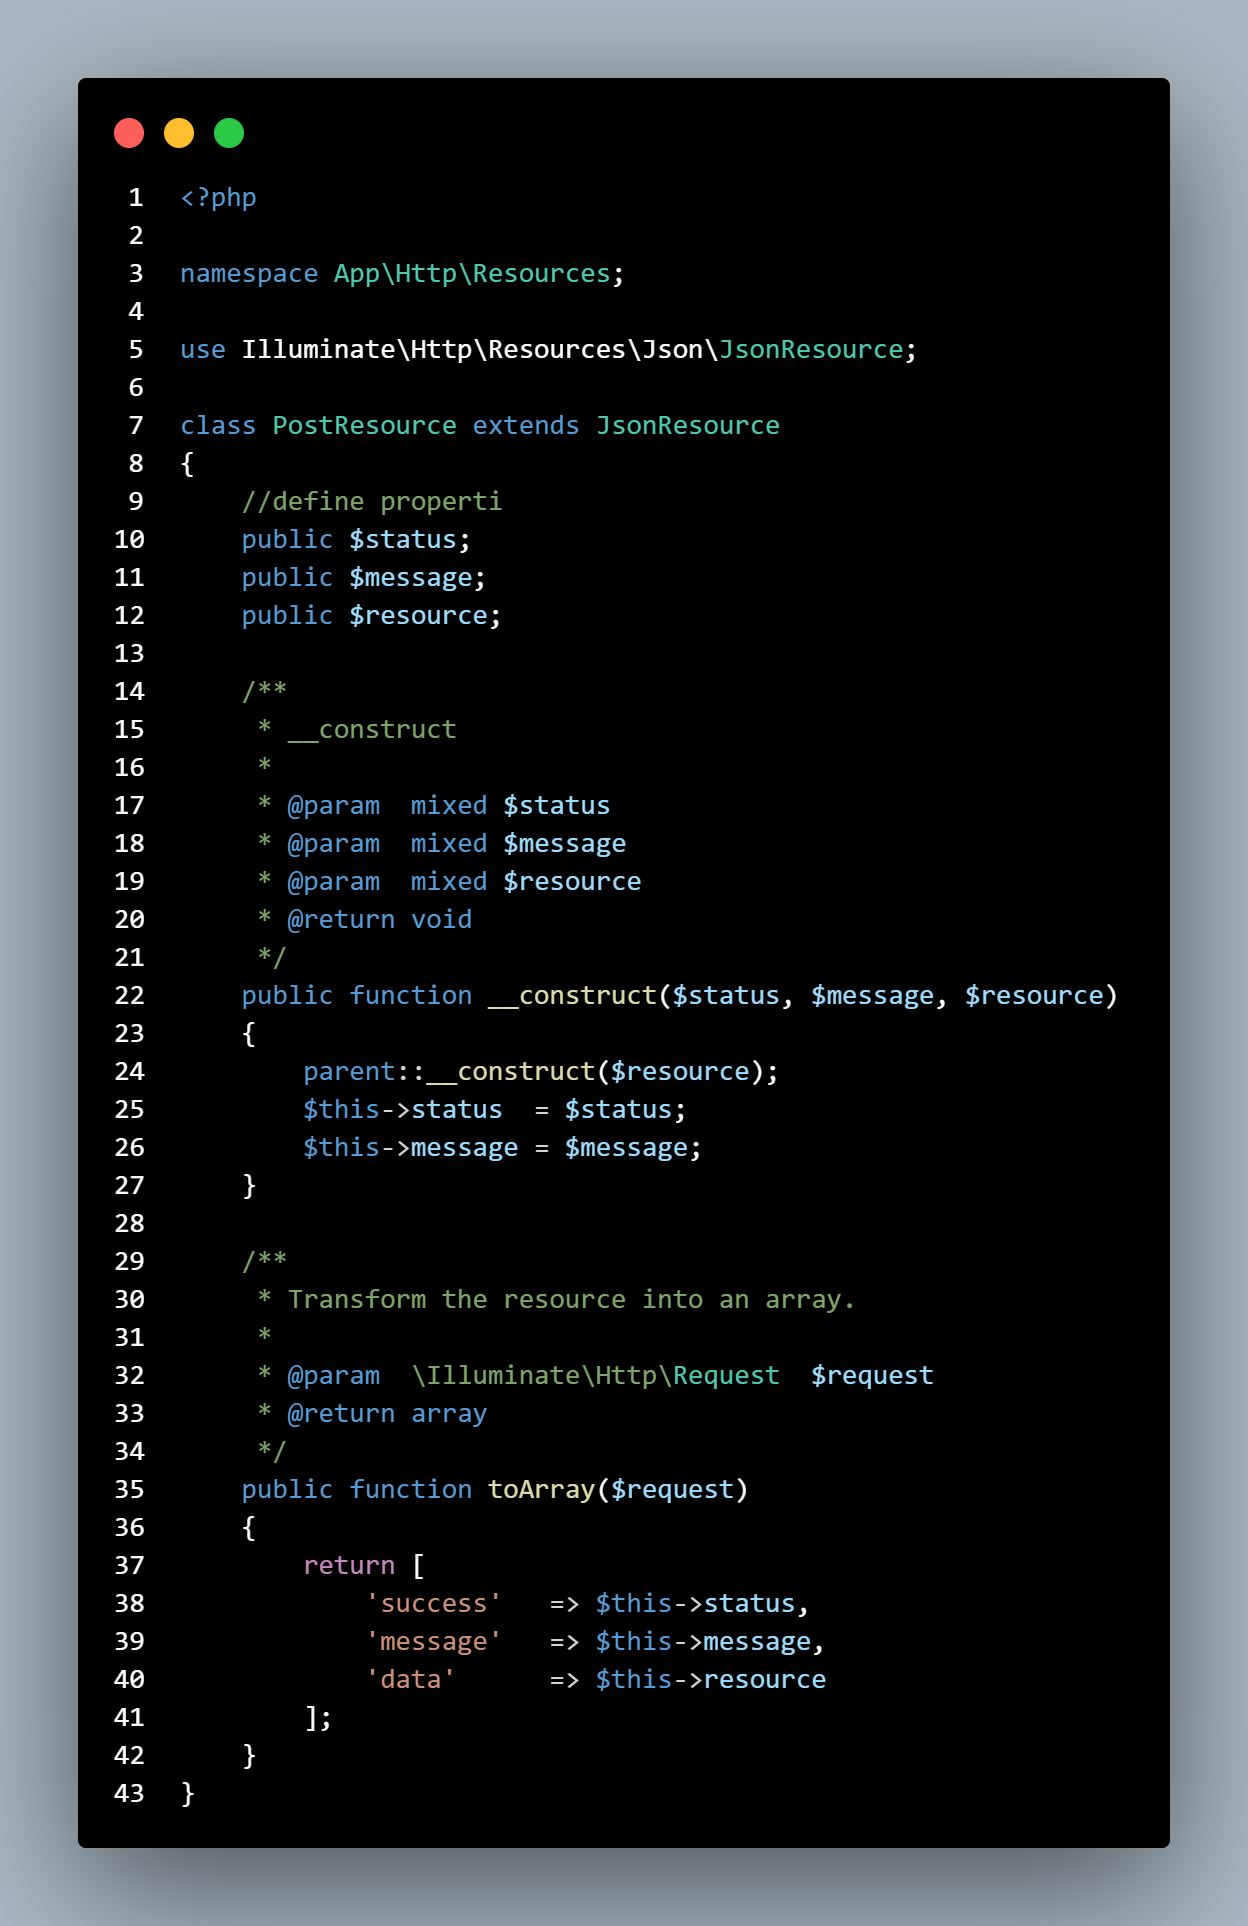 1 <?php
2
3 namespace App\Http\Resources;
4
5 use Illuminate\Http\Resources\Json\JsonResource;
6
7 class PostResource extends JsonResource
8 {
9     //define properti
10     public $status;
11     public $message;
12     public $resource;
13
14     /**
15      * __construct
16      *
17      * @param  mixed $status
18      * @param  mixed $message
19      * @param  mixed $resource
20      * @return void
21      */
22     public function __construct($status, $message, $resource)
23     {
24         parent::__construct($resource);
25         $this->status  = $status;
26         $this->message = $message;
27     }
28
29     /**
30      * Transform the resource into an array.
31      *
32      * @param  \Illuminate\Http\Request  $request
33      * @return array
34      */
35     public function toArray($request)
36     {
37         return [
38             'success'   => $this->status,
39             'message'   => $this->message,
40             'data'      => $this->resource
41         ];
42     }
43 }